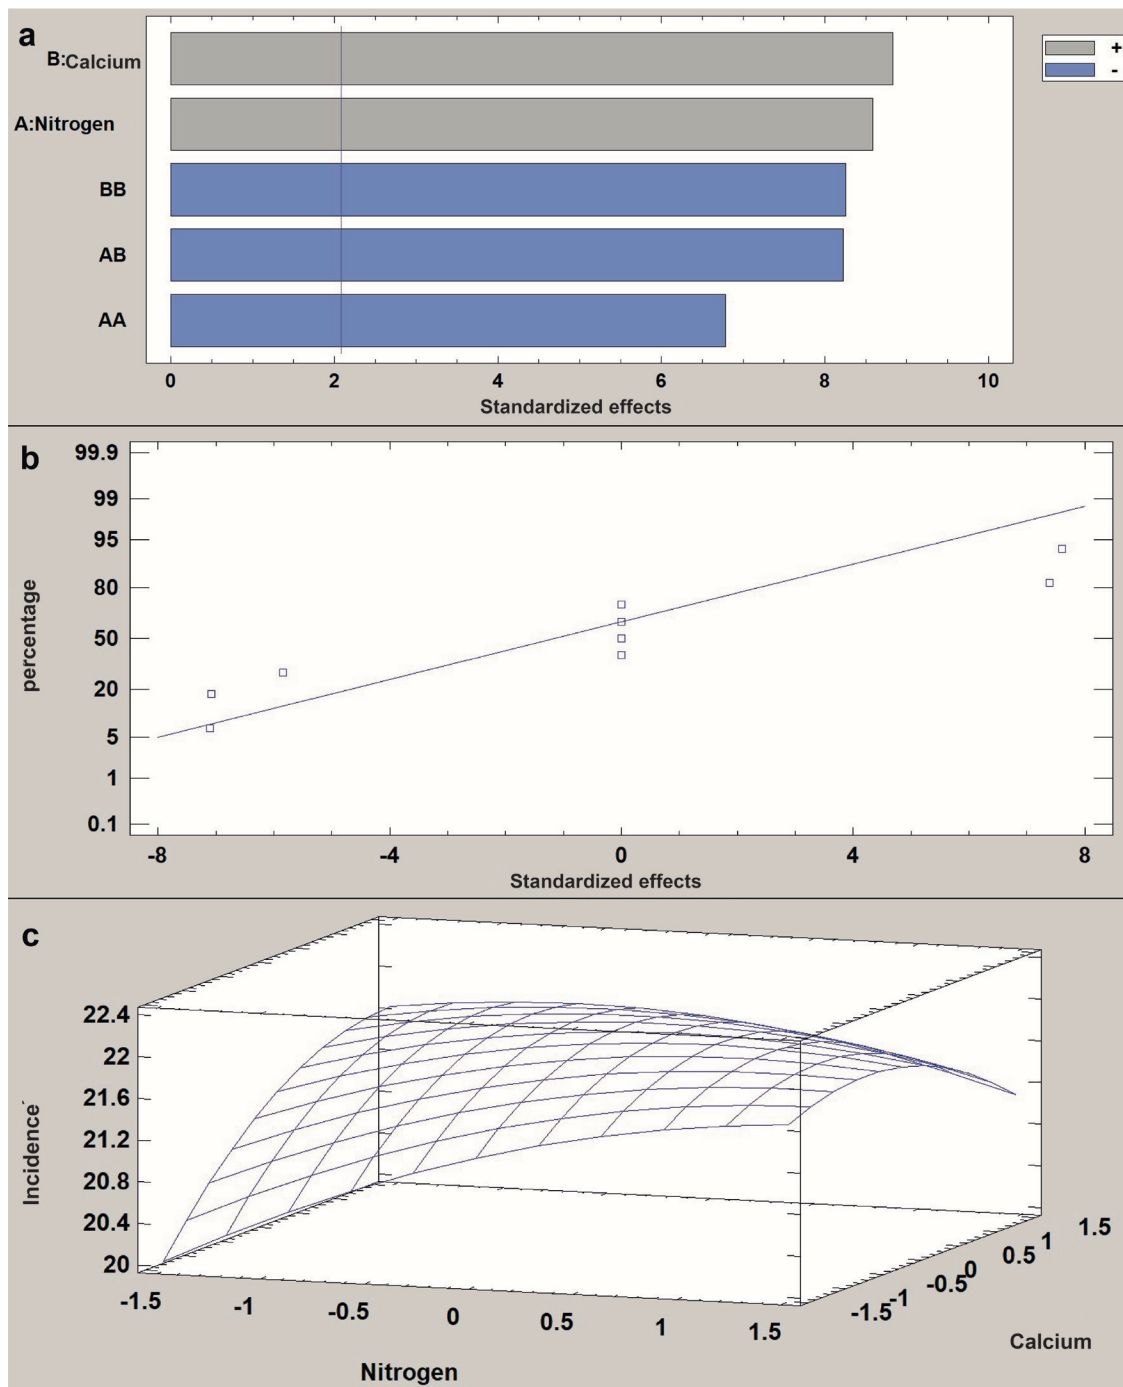 a
B:Calcium
+
-
A:Nitrogen
BB
AB
AA
0 2 4 6 8 10
Standardized effects
b
99.9
99
95
80
50
20
5
1
0.1
percentage
-8 -4 0 4 8
Standardized effects
c
22.4
22
21.6
21.2
20.8
20.4
20
Incidence
-1.5 -1 -0.5 0 0.5 1 1.5
Nitrogen
-1.5 -1 -0.5 0 0.5 1 1.5
Calcium